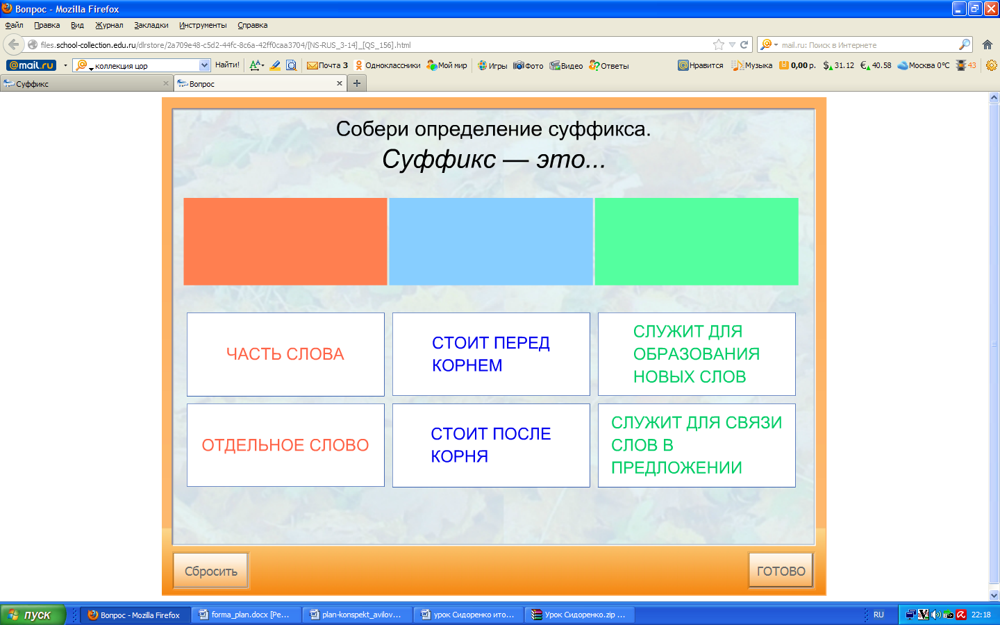 Вопрос - Mozilla Firefox
Файл Правка Вид Журнал Закладки Инструменты Справка
files.school-collection.edu.ru/dlrstore/2a709e48-c5d2-44fc-8c6a-42ff0caa3704/[NS-RUS_3-14]_[QS_156].html mail.ru: Поиск в Интернете
@mail.ru коллекция цор Найти! Почта 3 Одноклассники Мой мир Игры Фото Видео Ответы Нравится Музыка 0,00 р. $ 31.12 € 40.58 Москва 0°C 43
Суффикс Вопрос
Собери определение суффикса.
Суффикс — это...
ЧАСТЬ СЛОВА
СТОИТ ПЕРЕД
КОРНЕМ
СЛУЖИТ ДЛЯ
ОБРАЗОВАНИЯ
НОВЫХ СЛОВ
ОТДЕЛЬНОЕ СЛОВО
СТОИТ ПОСЛЕ
КОРНЯ
СЛУЖИТ ДЛЯ СВЯЗИ
СЛОВ В
ПРЕДЛОЖЕНИИ
Сбросить ГОТОВО
пуск Вопрос - Mozilla Firefox forma_plan.docx [Ре... plan-konspekt_avilov... урок Сидоренко ито... Урок Сидоренко.zip ... RU 22:18